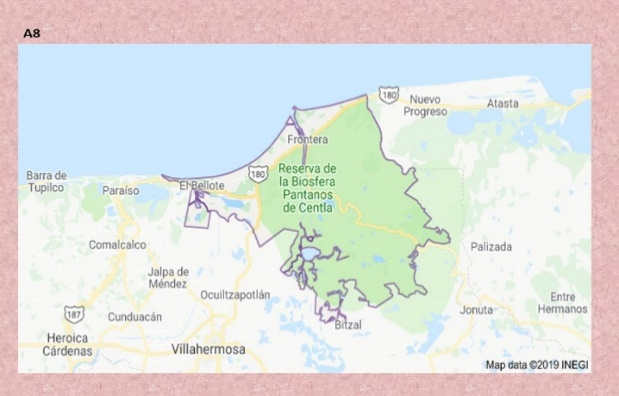 A8
180
Nuevo
Progreso
Atasta
Frontera
Barra de
Tupilco
Paraíso
El Bellote
180
Reserva de
la Biosfera
Pantanos
de Centla
Comalcalco
Palizada
Jalpa de
Méndez
Ocuiltzapotlán
187
Cunduacán
Jonuta
Entre
Hermanos
Heroica
Cárdenas
Villahermosa
Bitzal
Map data ©2019 INEGI